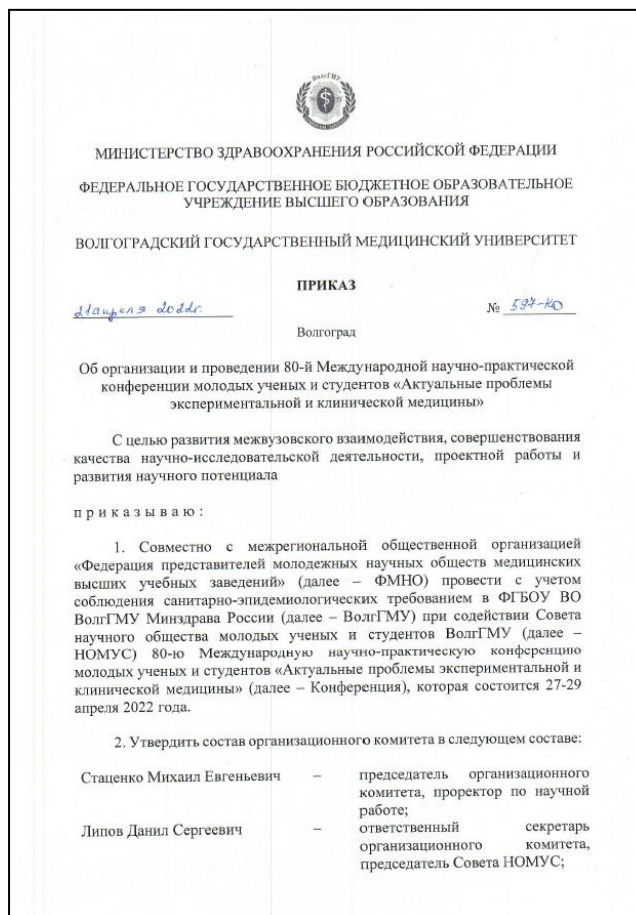 ВолгГМУ
МИНИСТЕРСТВО ЗДРАВООХРАНЕНИЯ РОССИЙСКОЙ ФЕДЕРАЦИИ
ФЕДЕРАЛЬНОЕ ГОСУДАРСТВЕННОЕ БЮДЖЕТНОЕ ОБРАЗОВАТЕЛЬНОЕ
УЧРЕЖДЕНИЕ ВЫСШЕГО ОБРАЗОВАНИЯ
ВОЛГОГРАДСКИЙ ГОСУДАРСТВЕННЫЙ МЕДИЦИНСКИЙ УНИВЕРСИТЕТ
ПРИКАЗ
21 апреля 2022г. № 597-КО
Волгоград
Об организации и проведении 80-й Международной научно-практической
конференции молодых ученых и студентов «Актуальные проблемы
экспериментальной и клинической медицины»
С целью развития межвузовского взаимодействия, совершенствования
качества научно-исследовательской деятельности, проектной работы и
развития научного потенциала
п р и к а з ы в а ю :
1. Совместно с межрегиональной общественной организацией
«Федерация представителей молодежных научных обществ медицинских
высших учебных заведений» (далее – ФМНО) провести с учетом
соблюдения санитарно-эпидемиологических требованием в ФГБОУ ВО
ВолгГМУ Минздрава России (далее – ВолгГМУ) при содействии Совета
научного общества молодых ученых и студентов ВолгГМУ (далее –
НОМУС) 80-ю Международную научно-практическую конференцию
молодых ученых и студентов «Актуальные проблемы экспериментальной и
клинической медицины» (далее – Конференция), которая состоится 27-29
апреля 2022 года.
2. Утвердить состав организационного комитета в следующем составе:
Стаценко Михаил Евгеньевич – председатель организационного
комитета, проректор по научной
работе;
Липов Данил Сергеевич – ответственный секретарь
организационного комитета,
председатель Совета НОМУС;